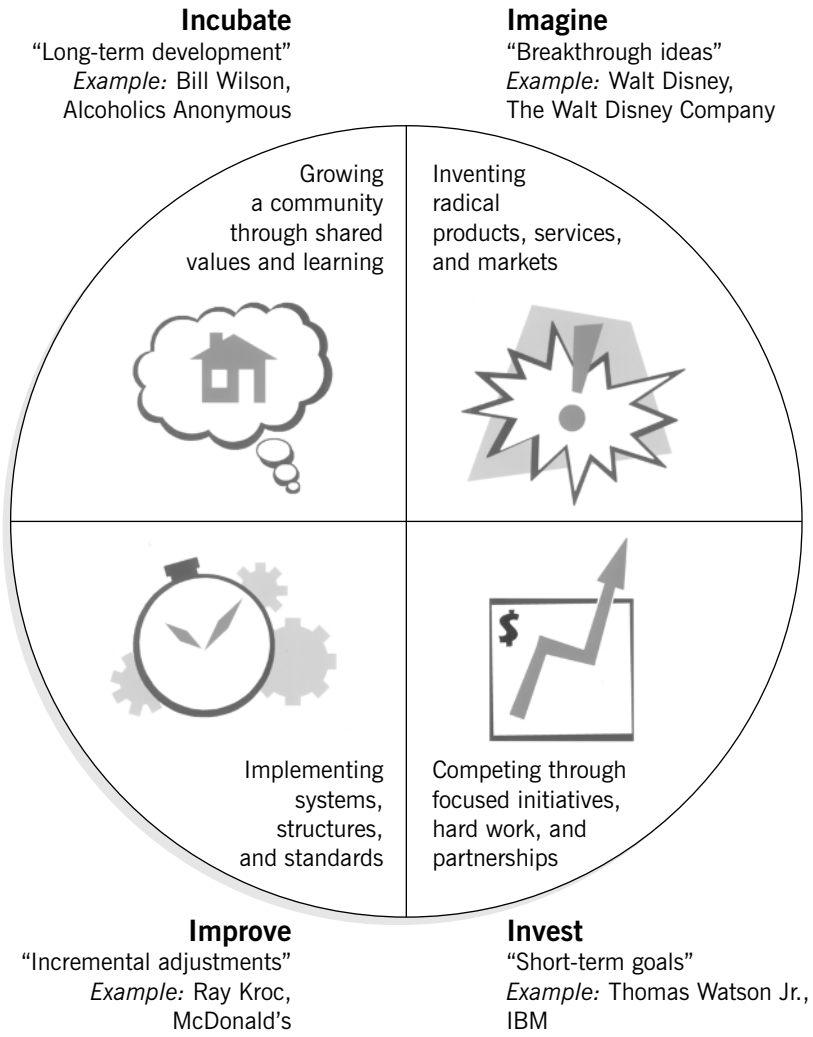 Incubate
“Long-term development”
Example: Bill Wilson,
Alcoholics Anonymous
Imagine
“Breakthrough ideas”
Example: Walt Disney,
The Walt Disney Company
Growing
a community
through shared
values and learning
Inventing
radical
products, services,
and markets
!
$
Implementing
systems,
structures,
and standards
Competing through
focused initiatives,
hard work, and
partnerships
Improve
“Incremental adjustments”
Example: Ray Kroc,
McDonald’s
Invest
“Short-term goals”
Example: Thomas Watson Jr.,
IBM